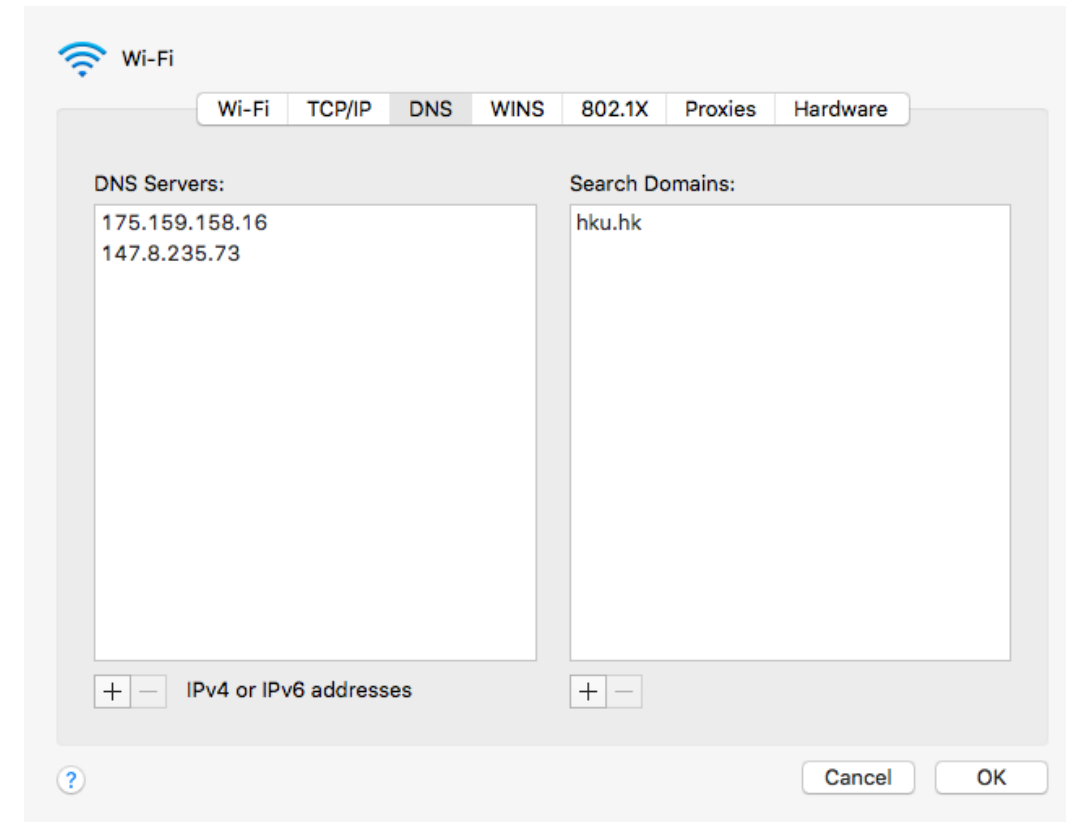 Wi-Fi
Wi-Fi TCP/IP DNS WINS 802.1X Proxies Hardware
DNS Servers:
175.159.158.16
147.8.235.73
Search Domains:
hku.hk
+ − IPv4 or IPv6 addresses
+ −
? Cancel OK